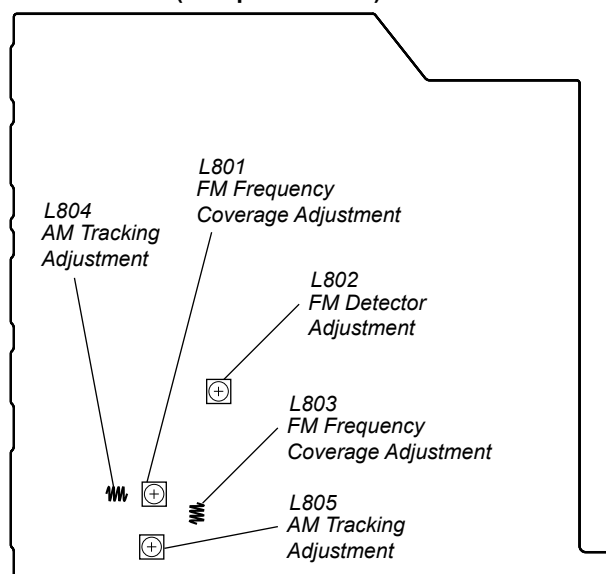 L801
FM Frequency
Coverage Adjustment
L804
AM Tracking
Adjustment
L802
FM Detector
Adjustment
L803
FM Frequency
Coverage Adjustment
L805
AM Tracking
Adjustment